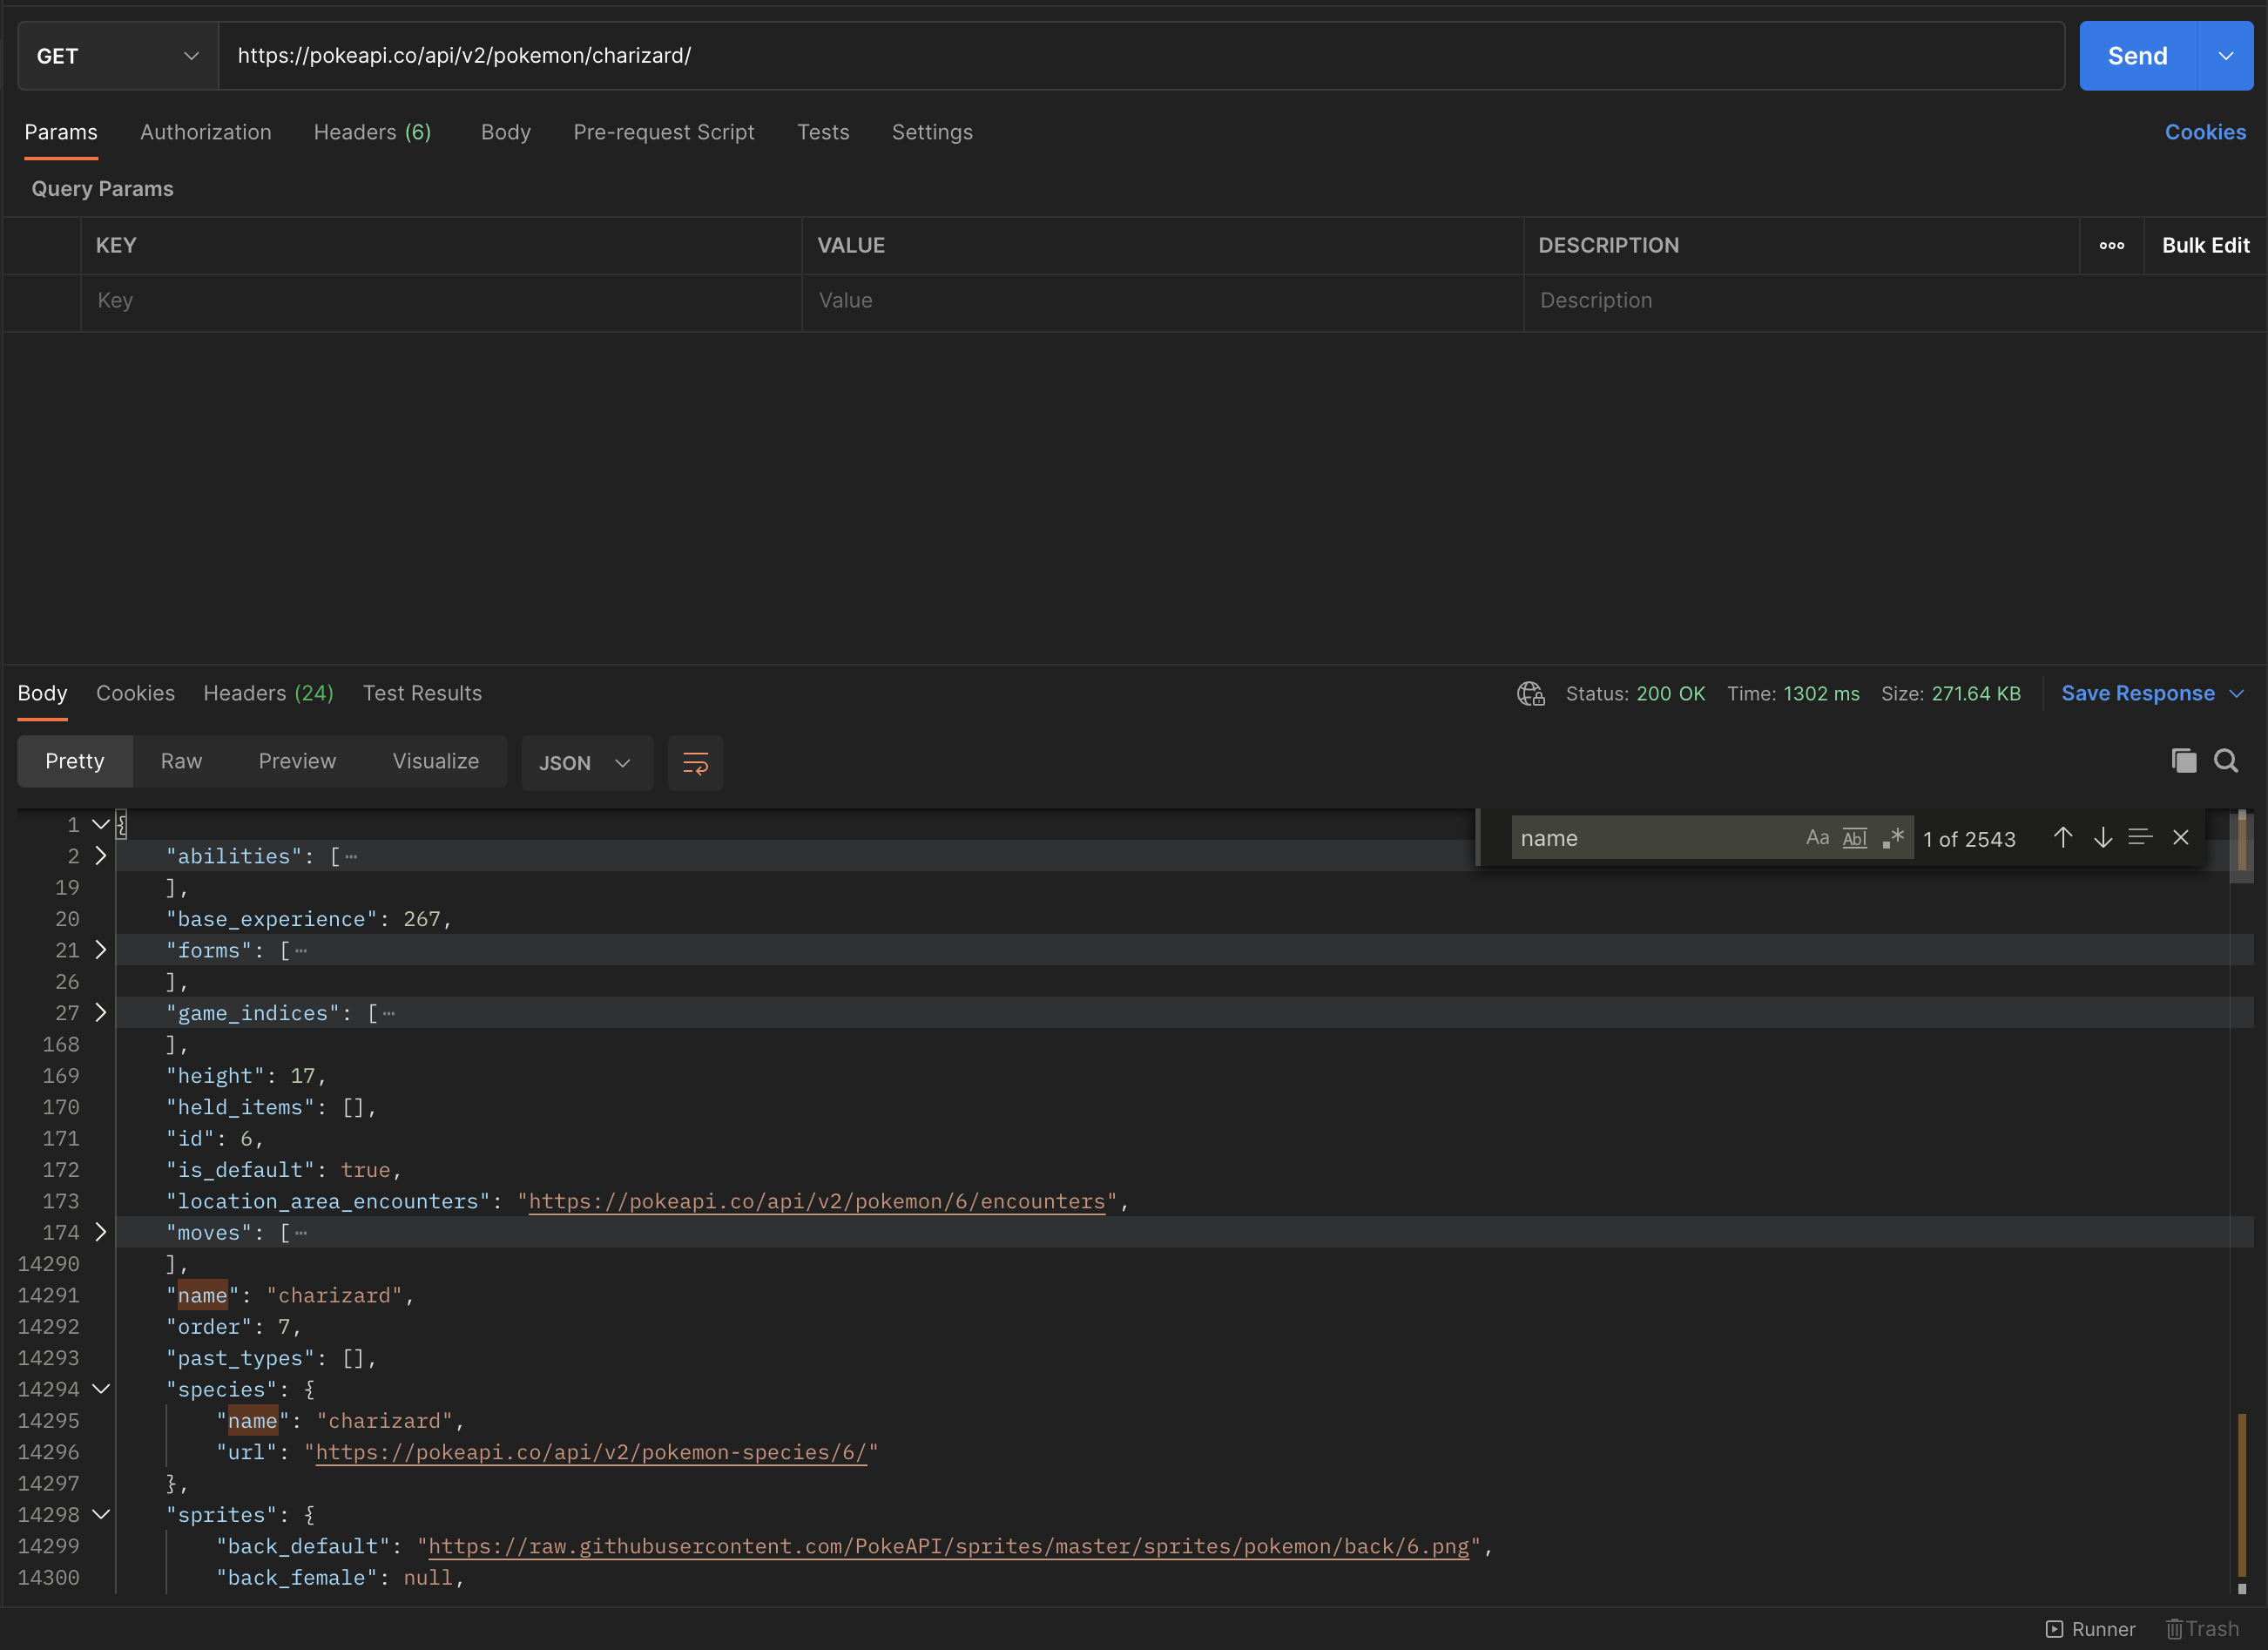 GET https://pokeapi.co/api/v2/pokemon/charizard/ Send
Params Authorization Headers (6) Body Pre-request Script Tests Settings Cookies
Query Params
KEY VALUE DESCRIPTION ooo Bulk Edit
Key Value Description
Body Cookies Headers (24) Test Results Status: 200 OK Time: 1302 ms Size: 271.64 KB Save Response
Pretty Raw Preview Visualize JSON
name Aa Abl .* 1 of 2543
1 {
2 "abilities": [ ⋯
19 ],
20 "base_experience": 267,
21 "forms": [ ⋯
26 ],
27 "game_indices": [ ⋯
168 ],
169 "height": 17,
170 "held_items": [],
171 "id": 6,
172 "is_default": true,
173 "location_area_encounters": "https://pokeapi.co/api/v2/pokemon/6/encounters",
174 "moves": [ ⋯
14290 ],
14291 "name": "charizard",
14292 "order": 7,
14293 "past_types": [],
14294 "species": {
14295 "name": "charizard",
14296 "url": "https://pokeapi.co/api/v2/pokemon-species/6/"
14297 },
14298 "sprites": {
14299 "back_default": "https://raw.githubusercontent.com/PokeAPI/sprites/master/sprites/pokemon/back/6.png",
14300 "back_female": null,
Runner Trash